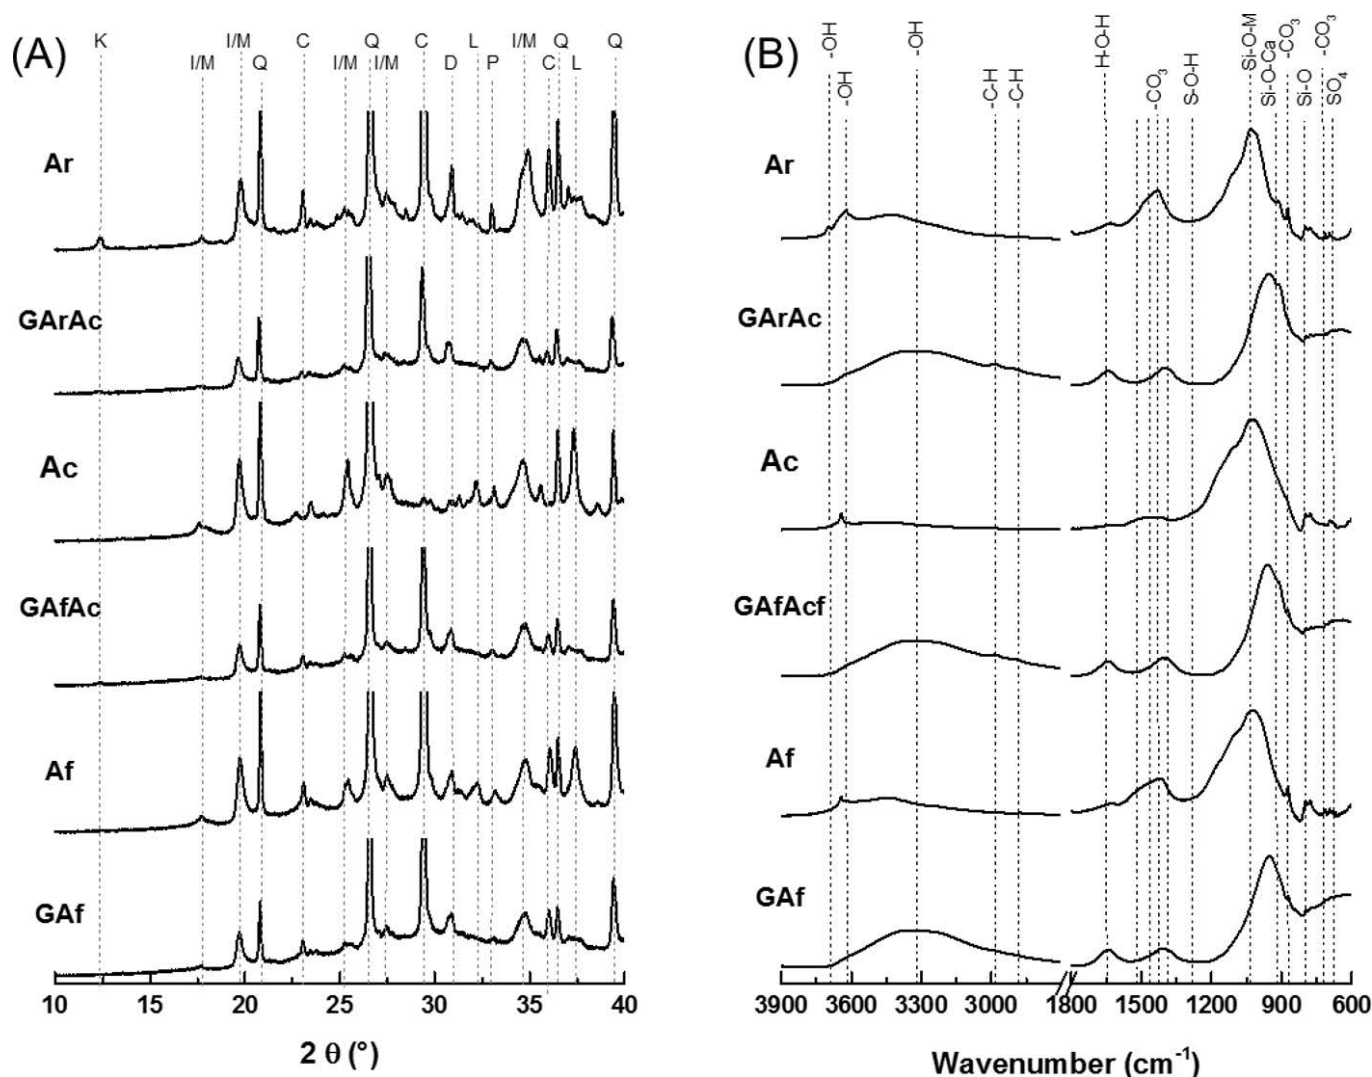 (A)
K
I/M
I/M
Q
C
I/M
Q
I/M
C
D
L
P
I/M
Q
C
L
Q
Ar
GArAc
Ac
GAfAc
Af
GAf
10
15
20
25
30
35
40
2 θ (°)
(B)
-OH
-OH
-OH
-C-H
-C-H
H-O-H
-CO₃
S-O-H
Si-O-M
Si-O-Ca
-CO₃
Si-O
-CO₃
SO₄
Ar
GArAc
Ac
GAfAcf
Af
GAf
3900
3600
3300
3000
1800
1500
1200
900
600
Wavenumber (cm⁻¹)